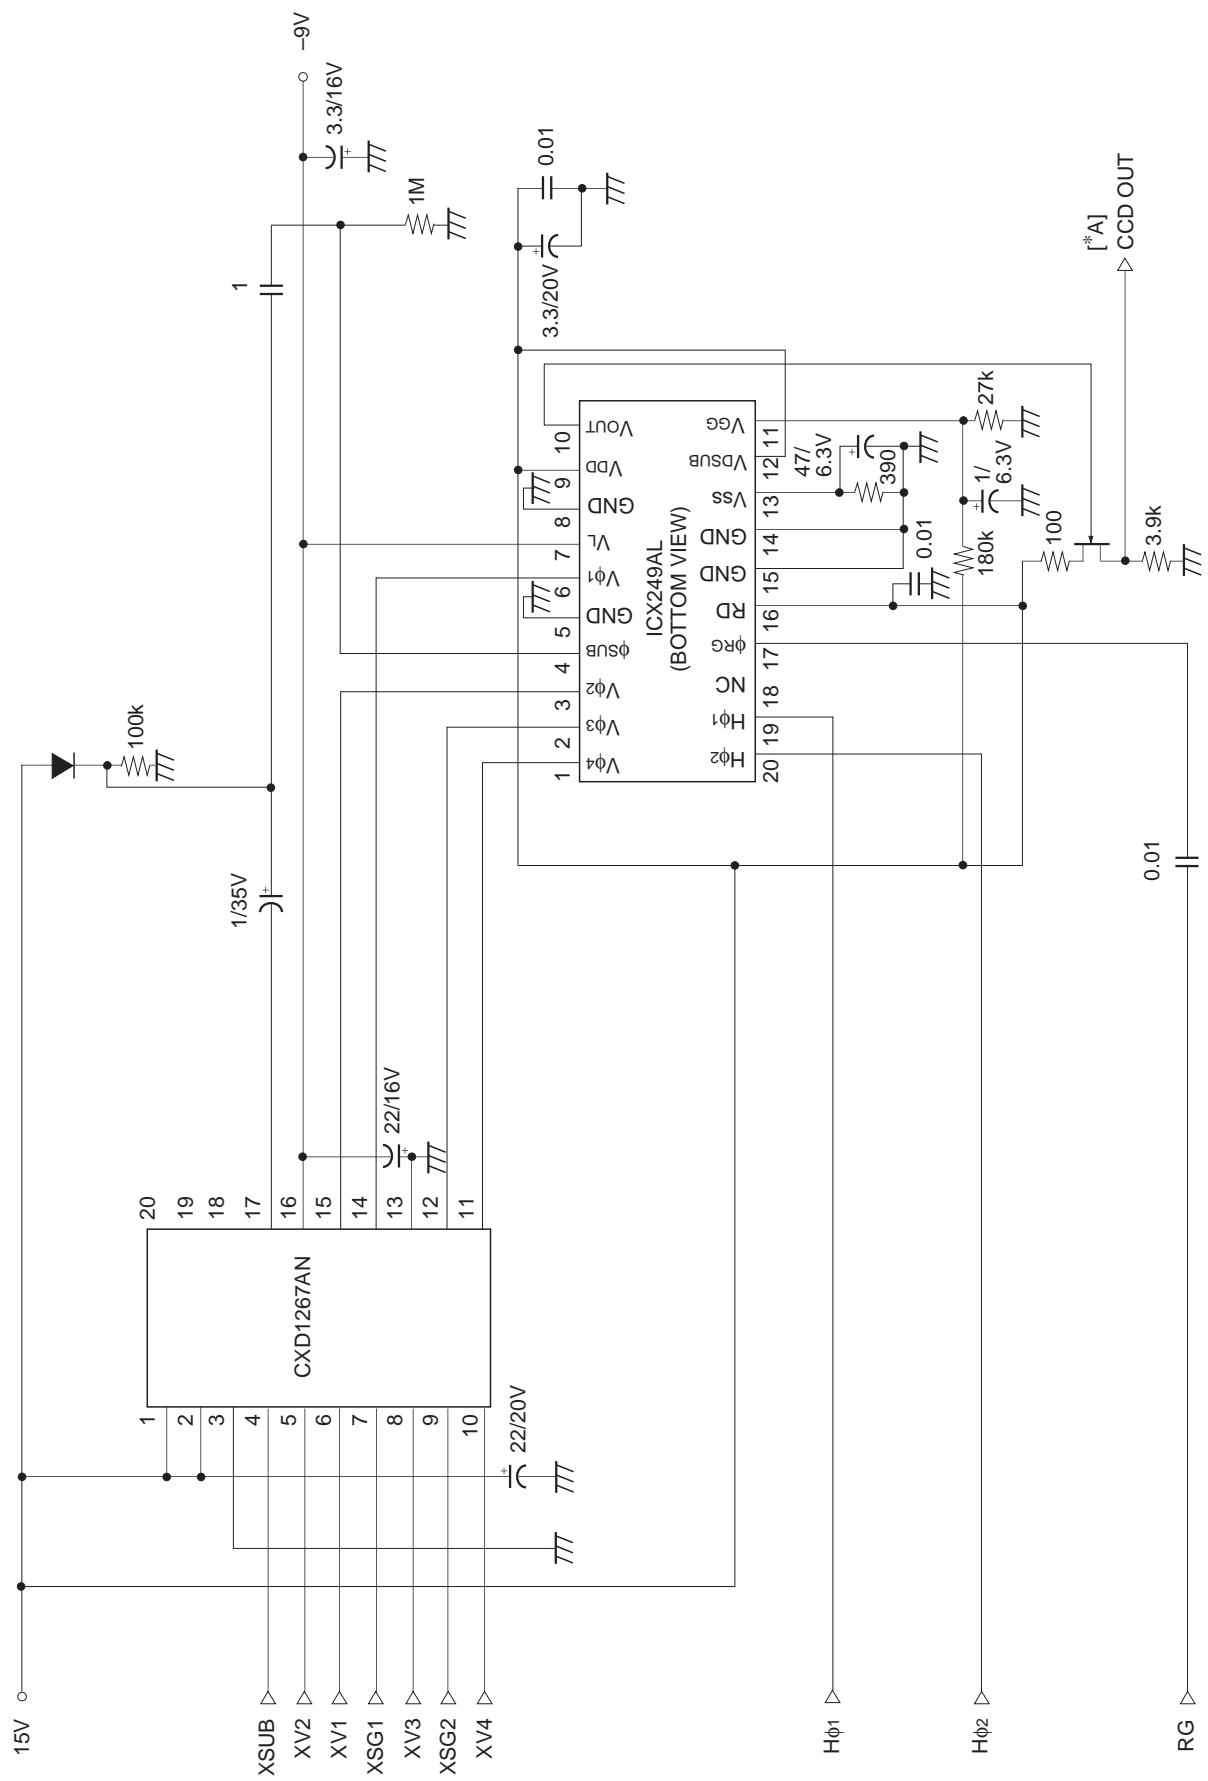 15V
XSUB
XV2
XV1
XSG1
XV3
XSG2
XV4
Hϕ1
Hϕ2
RG
22/20V
1
2
3
4
5
6
7
8
9
10
CXD1267AN
20
19
18
17
16
15
14
13
12
11
22/16V
1/35V
100k
1
–9V
3.3/16V
1M
3.3/20V
0.01
ICX249AL
(BOTTOM VIEW)
1
2
3
4
5
6
7
8
9
10
Vϕ4
Vϕ3
Vϕ2
ϕSUB
GND
Vϕ1
VL
GND
VDD
VOUT
Hϕ2
Hϕ1
NC
ϕRG
RD
GND
GND
VSS
VDSUB
VGG
20
19
18
17
16
15
14
13
12
11
47/
6.3V
390
0.01
27k
1/
6.3V
180k
100
3.9k
[*A]
CCD OUT
0.01